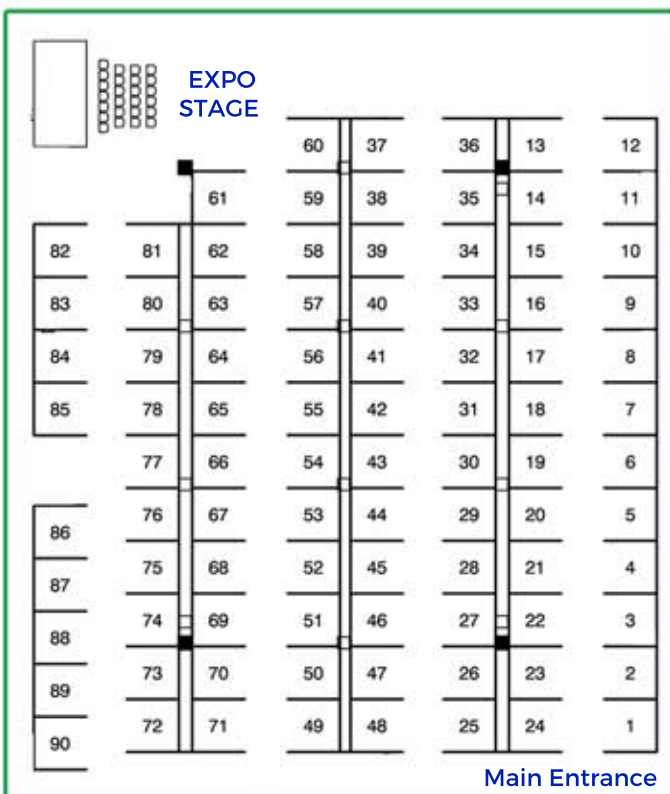 EXPO
STAGE
60 37 36 13 12
61 59 38 35 14 11
82 81 62 58 39 34 15 10
83 80 63 57 40 33 16 9
84 79 64 56 41 32 17 8
85 78 65 55 42 31 18 7
77 66 54 43 30 19 6
86 76 67 53 44 29 20 5
87 75 68 52 45 28 21 4
88 74 69 51 46 27 22 3
89 73 70 50 47 26 23 2
90 72 71 49 48 25 24 1
Main Entrance